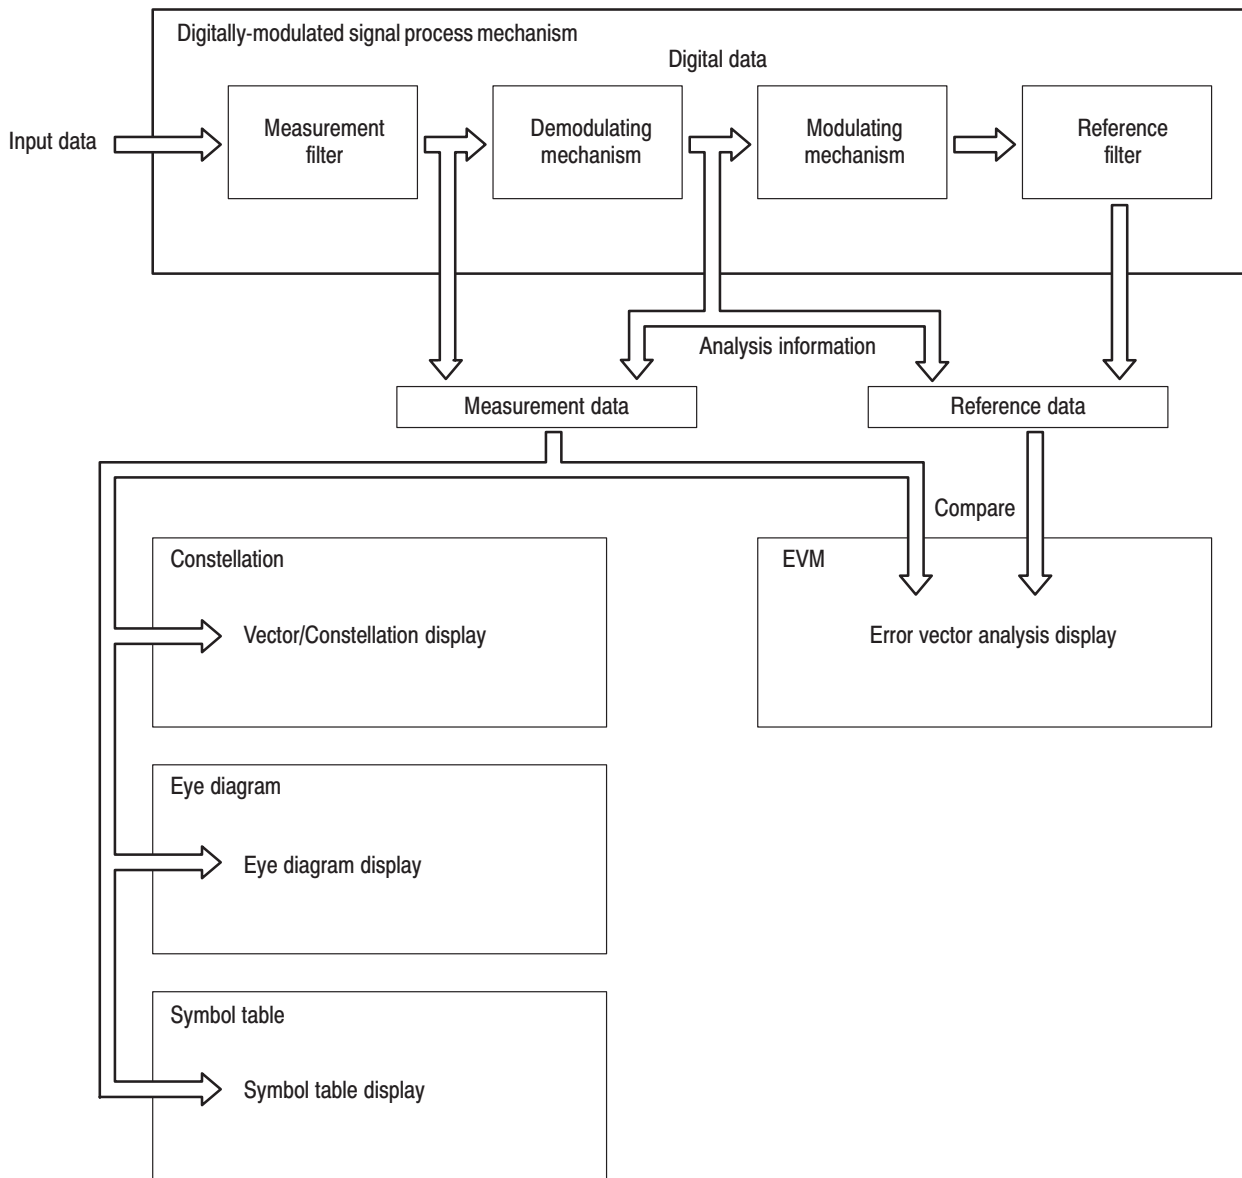 Digitally-modulated signal process mechanism
Digital data
Input data
Measurement
filter
Demodulating
mechanism
Modulating
mechanism
Reference
filter
Analysis information
Measurement data
Reference data
Compare
Constellation
Vector/Constellation display
EVM
Error vector analysis display
Eye diagram
Eye diagram display
Symbol table
Symbol table display